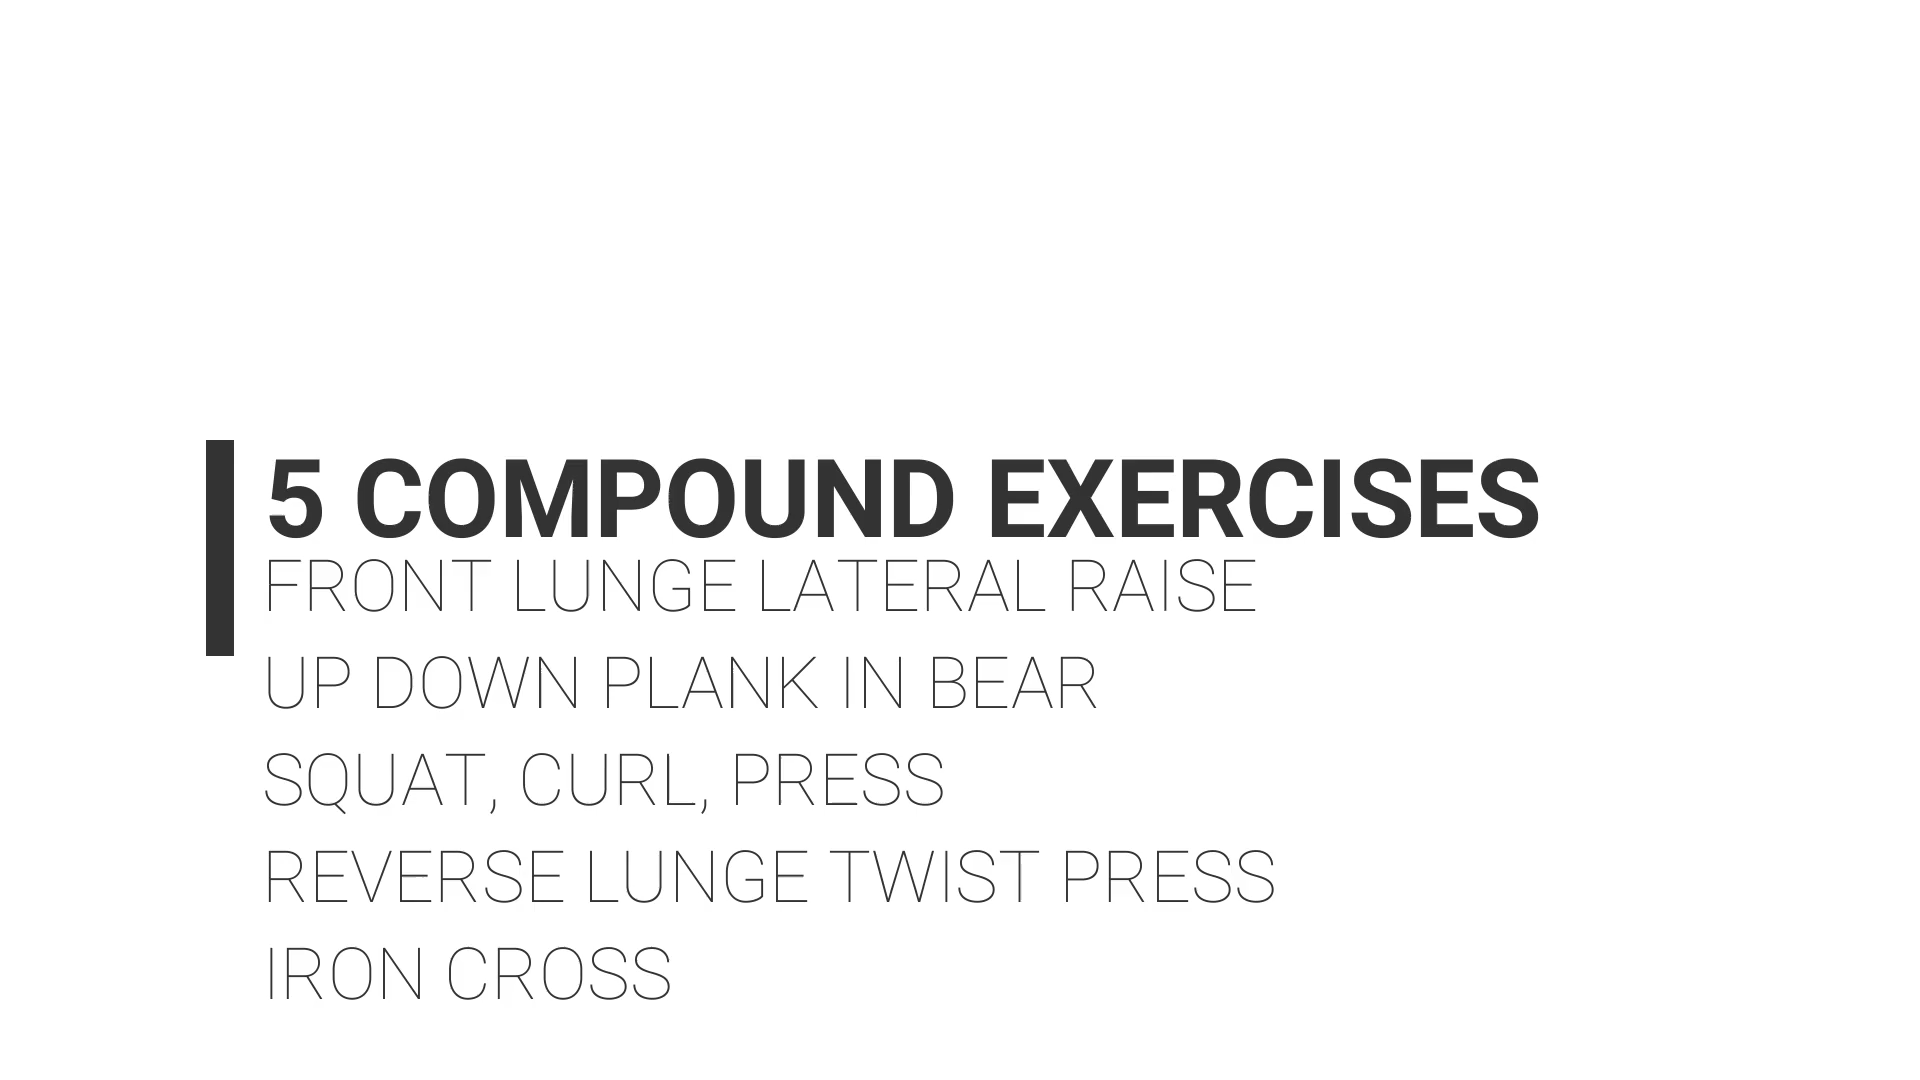 5 COMPOUND EXERCISES
FRONT LUNGE LATERAL RAISE
UP DOWN PLANK IN BEAR
SQUAT, CURL, PRESS
REVERSE LUNGE TWIST PRESS
IRON CROSS